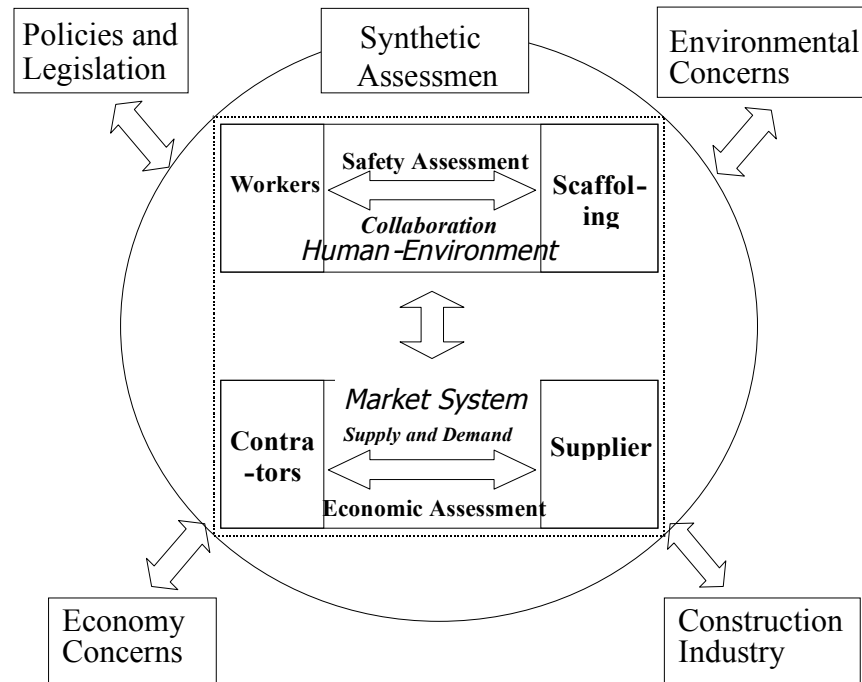 Policies and
Legislation
Synthetic
Assessmen
Environmental
Concerns
Workers
Safety Assessment
Collaboration
Human-Environment
Scaffol-
ing
Market System
Supply and Demand
Contra
-tors
Economic Assessment
Supplier
Economy
Concerns
Construction
Industry